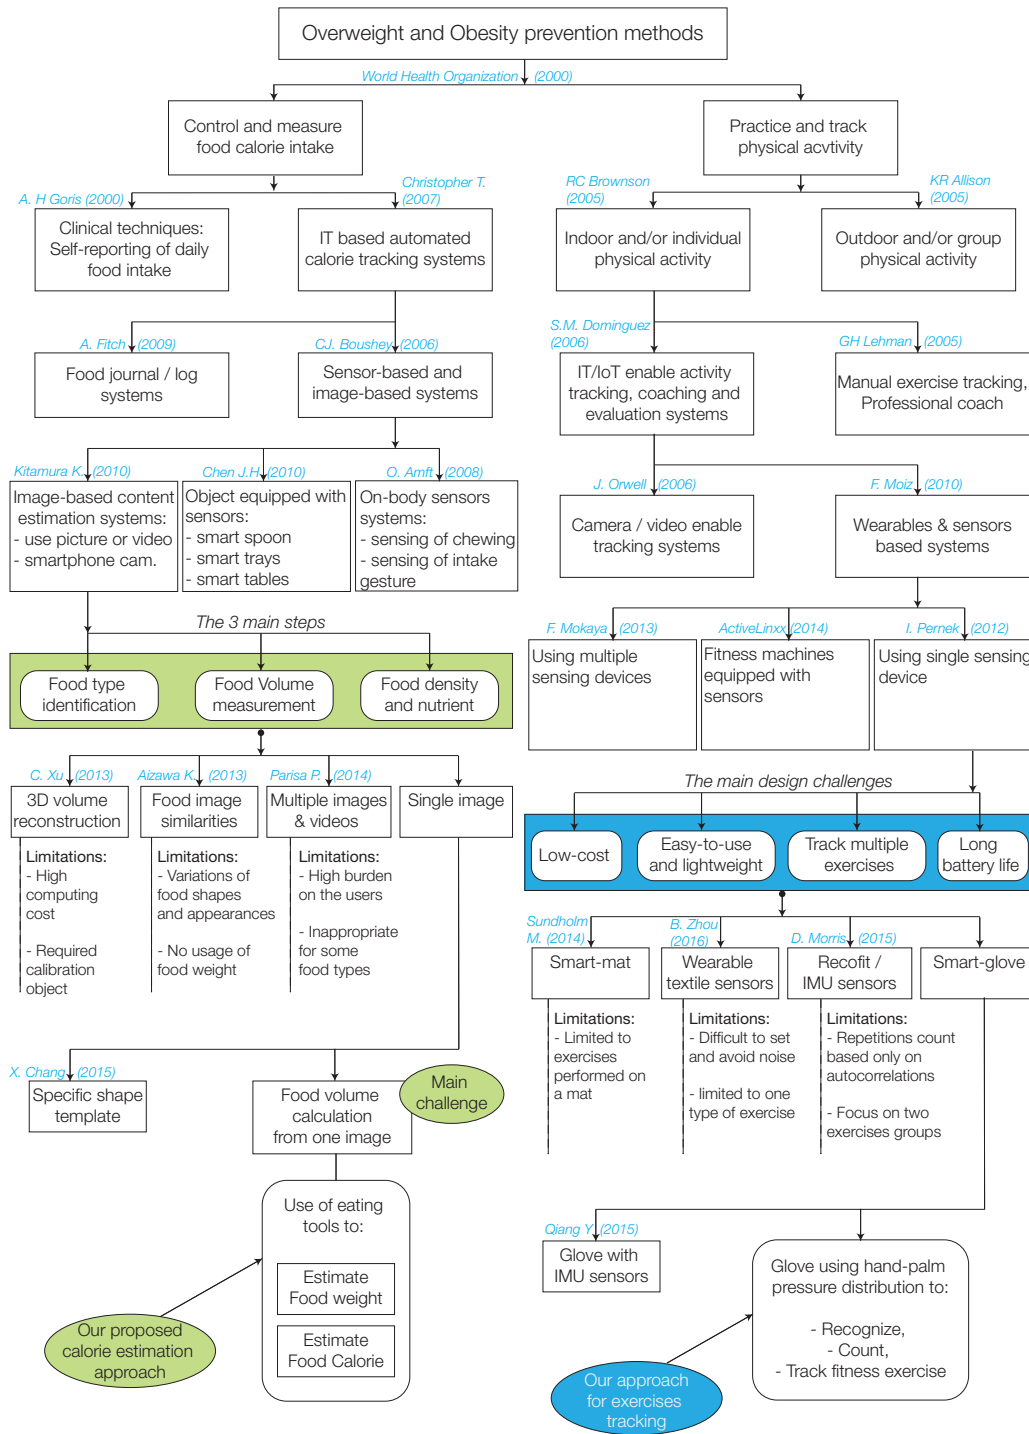 Overweight and Obesity prevention methods
World Health Organization (2000)
Control and measure
food calorie intake
Practice and track
physical acvtivity
A. H Goris (2000)
Christopher T.
(2007)
RC Brownson
(2005)
KR Allison
(2005)
Clinical techniques:
Self-reporting of daily
food intake
IT based automated
calorie tracking systems
Indoor and/or individual
physical activity
Outdoor and/or group
physical activity
A. Fitch (2009)
CJ. Boushey (2006)
S.M. Dominguez
(2006)
GH Lehman (2005)
Food journal / log
systems
Sensor-based and
image-based systems
IT/IoT enable activity
tracking, coaching and
evaluation systems
Manual exercise tracking,
Professional coach
Kitamura K. (2010)
Chen J.H. (2010)
O. Amft (2008)
J. Orwell (2006)
F. Moiz (2010)
Image-based content
estimation systems:
- use picture or video
- smartphone cam.
Object equipped with
sensors:
- smart spoon
- smart trays
- smart tables
On-body sensors
systems:
- sensing of chewing
- sensing of intake
gesture
Camera / video enable
tracking systems
Wearables & sensors
based systems
The 3 main steps
F. Mokaya (2013)
ActiveLinxx (2014)
I. Pernek (2012)
Using multiple
sensing devices
Fitness machines
equipped with
sensors
Using single sensing
device
Food type
identification
Food Volume
measurement
Food density
and nutrient
C. Xu (2013)
Aizawa K. (2013)
Parisa P. (2014)
3D volume
reconstruction
Food image
similarities
Multiple images
& videos
Single image
The main design challenges
Low-cost
Easy-to-use
and lightweight
Track multiple
exercises
Long
battery life
Limitations:
- High
computing
cost
- Required
calibration
object
Limitations:
- Variations of
food shapes
and appearances
- No usage of
food weight
Limitations:
- High burden
on the users
- Inappropriate
for some
food types
Sundholm
M. (2014)
B. Zhou
(2016)
D. Morris (2015)
Smart-mat
Wearable
textile sensors
Recofit /
IMU sensors
Smart-glove
Limitations:
- Limited to
exercises
performed on
a mat
Limitations:
- Difficult to set
and avoid noise
- limited to one
type of exercise
Limitations:
- Repetitions count
based only on
autocorrelations
- Focus on two
exercises groups
X. Chang (2015)
Specific shape
template
Food volume
calculation
from one image
Main
challenge
Use of eating
tools to:
Estimate
Food weight
Estimate
Food Calorie
Our proposed
calorie estimation
approach
Qiang Y. (2015)
Glove with
IMU sensors
Glove using hand-palm
pressure distribution to:
- Recognize,
- Count,
- Track fitness exercise
Our approach
for exercises
tracking